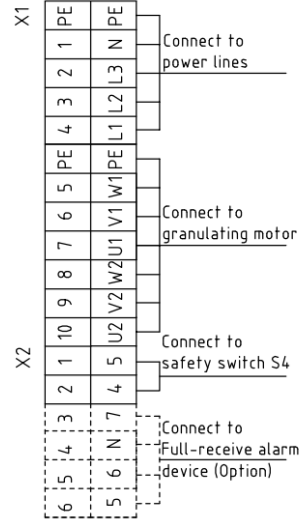 X1
PE PE
1 N
2 L3
3 L2
4 L1
Connect to
power lines
PE PE
5 W1
6 V1
7 U1
8 W2
9 V2
10 U2
Connect to
granulating motor
X2
1 5
2 4
Connect to
safety switch S4
3 7
4 N
5 6
6 5
Connect to
Full-receive alarm
device (Option)